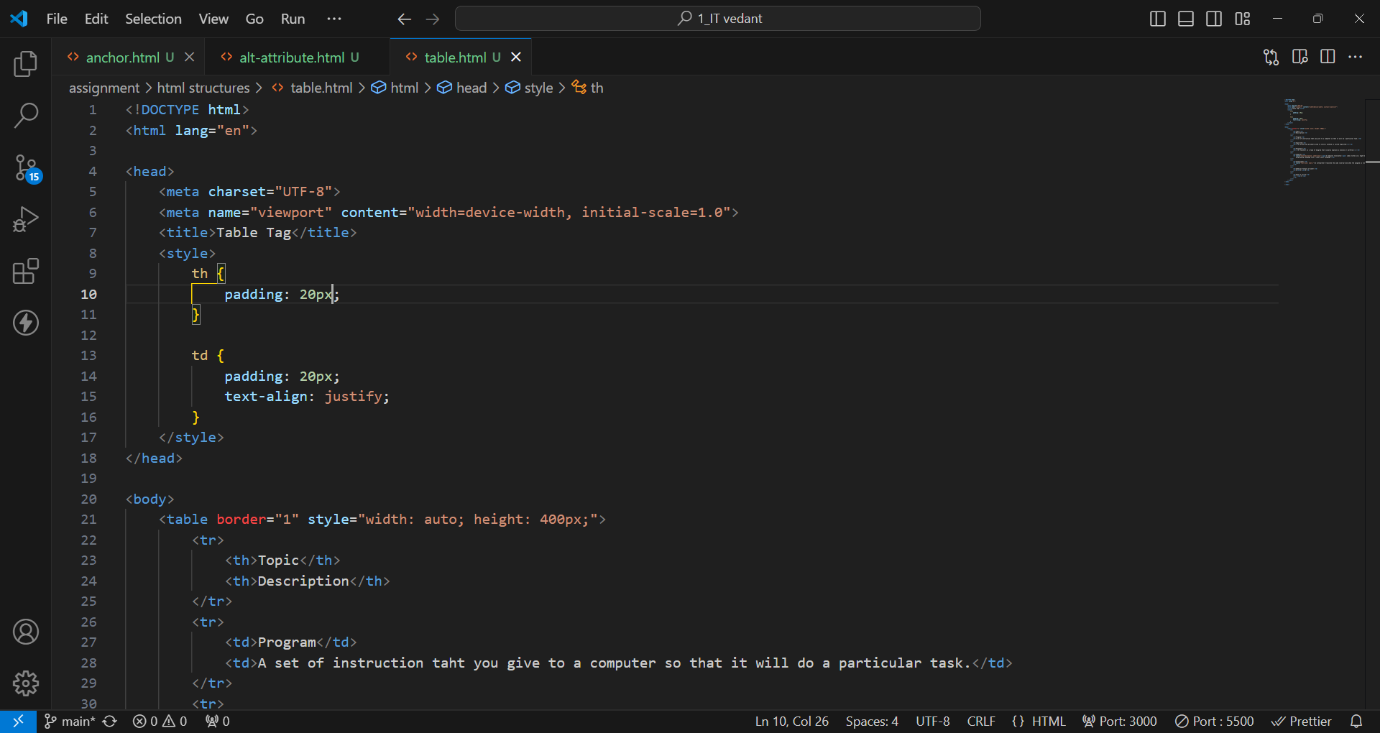 File Edit Selection View Go Run ··· 1_IT vedant
anchor.html U alt-attribute.html U table.html U
assignment > html structures > table.html > html > head > style > th
1 <!DOCTYPE html>
2 <html lang="en">
3
4 <head>
5 <meta charset="UTF-8">
6 <meta name="viewport" content="width=device-width, initial-scale=1.0">
7 <title>Table Tag</title>
8 <style>
9 th {
10 padding: 20px;
11 }
12
13 td {
14 padding: 20px;
15 text-align: justify;
16 }
17 </style>
18 </head>
19
20 <body>
21 <table border="1" style="width: auto; height: 400px;">
22 <tr>
23 <th>Topic</th>
24 <th>Description</th>
25 </tr>
26 <tr>
27 <td>Program</td>
28 <td>A set of instruction taht you give to a computer so that it will do a particular task.</td>
29 </tr>
30 <tr>
15
main* 0 0 0 Ln 10, Col 26 Spaces: 4 UTF-8 CRLF {} HTML Port: 3000 Port : 5500 Prettier